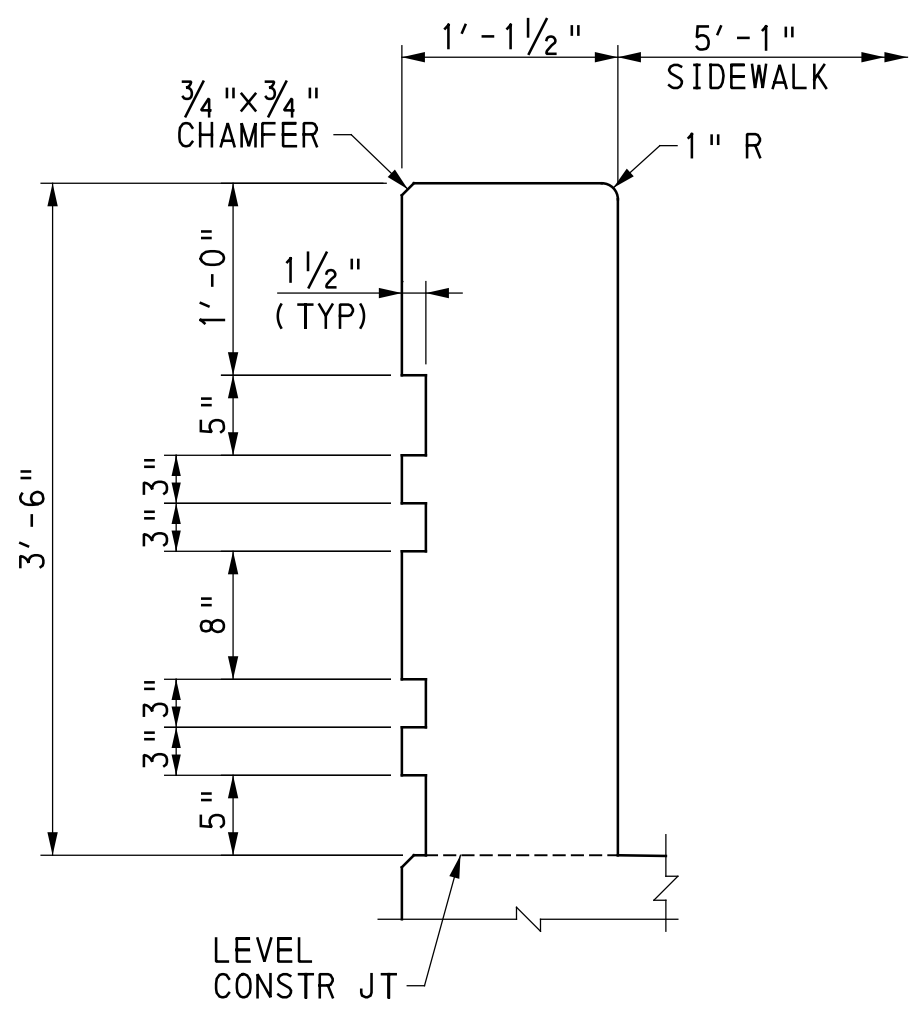 1'-1½"
5'-1"
SIDEWALK
¾"x¾"
CHAMFER
1" R
1'-0"
1½"
(TYP)
5"
3"
3'-6"
3"
8"
3"
3"
5"
LEVEL
CONSTR JT